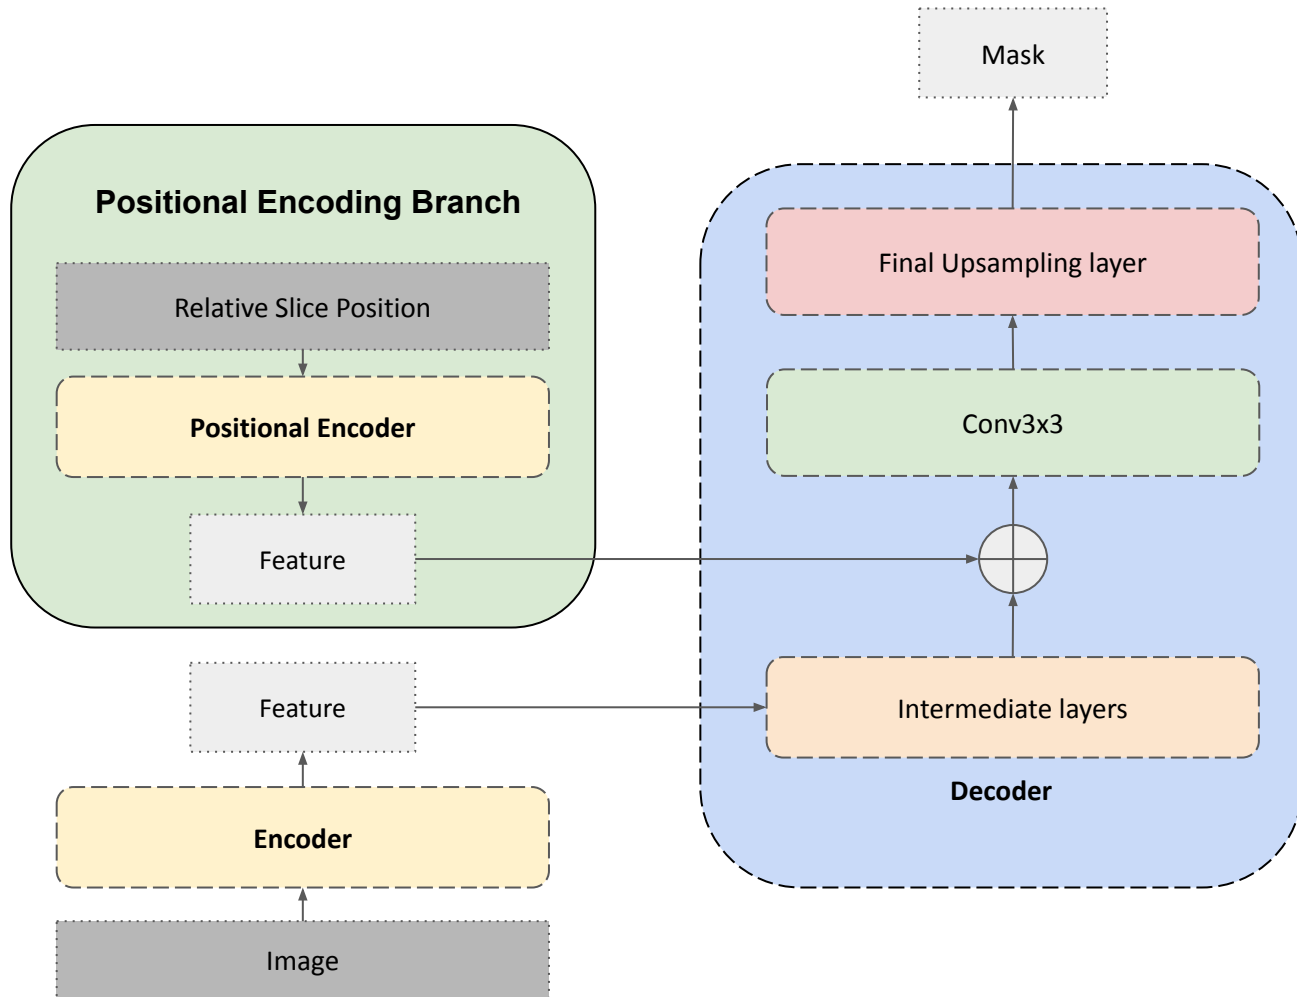 Mask
Positional Encoding Branch
Relative Slice Position
Positional Encoder
Feature
Final Upsampling layer
Conv3x3
Feature
Intermediate layers
Decoder
Encoder
Image